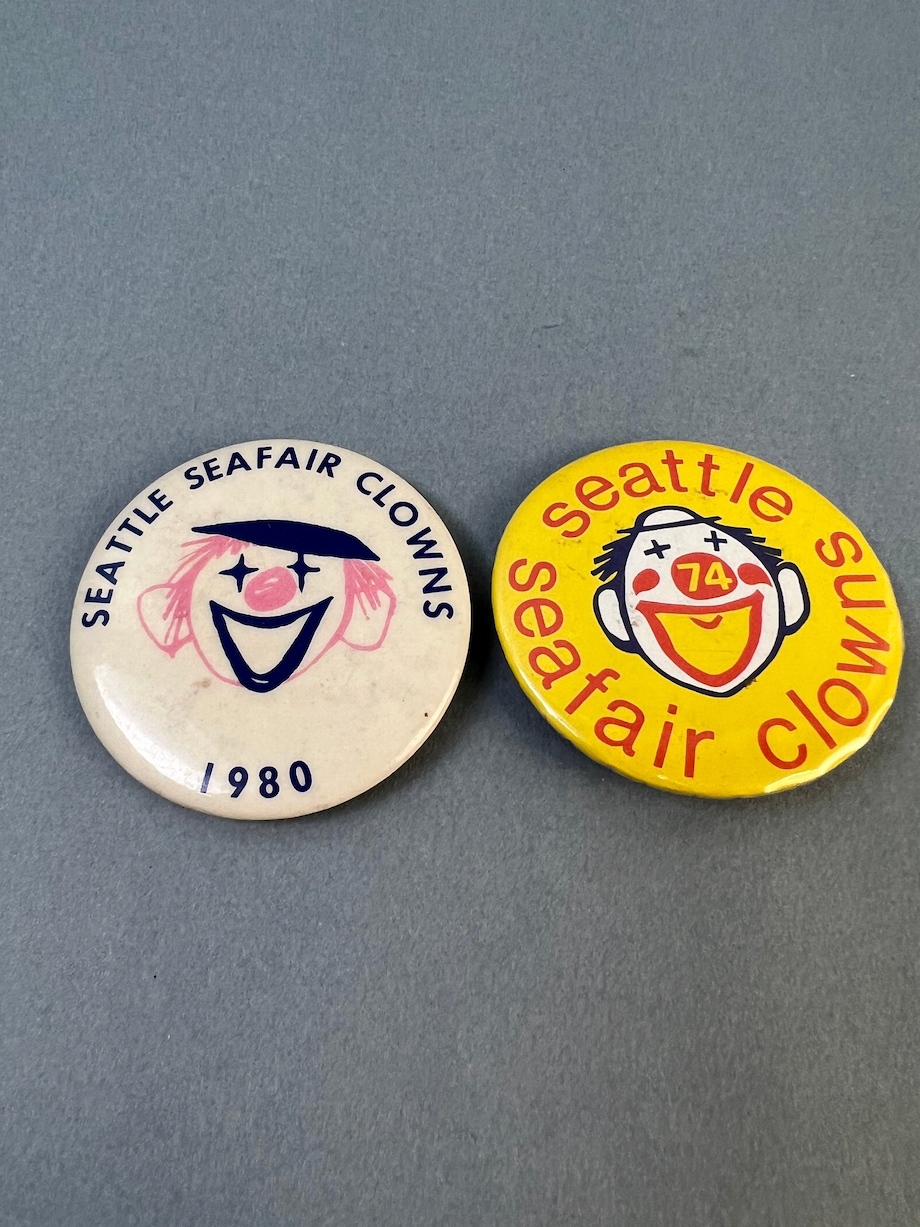 SEATTLE SEAFAIR CLOWNS
1980
seattle
seafair clowns
74